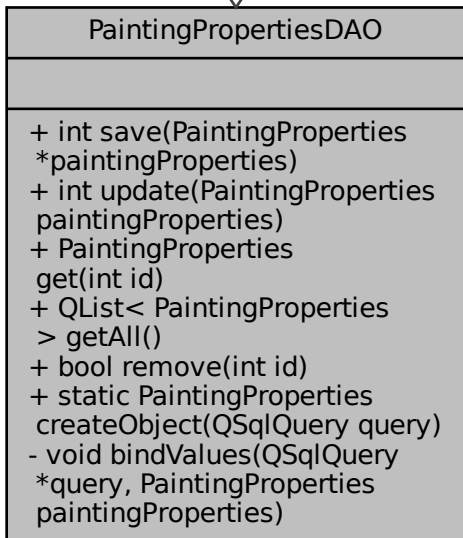 PaintingPropertiesDAO
+ int save(PaintingProperties
*paintingProperties)
+ int update(PaintingProperties
paintingProperties)
+ PaintingProperties
get(int id)
+ QList< PaintingProperties
> getAll()
+ bool remove(int id)
+ static PaintingProperties
createObject(QSqlQuery query)
- void bindValues(QSqlQuery
*query, PaintingProperties
paintingProperties)